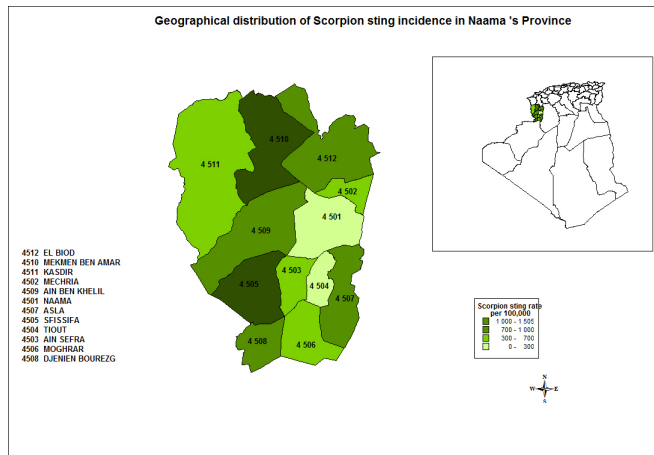 Geographical distribution of Scorpion sting incidence in Naama 's Province
4 510
4 511
4 512
4 502
4 501
4 509
4 503
4 504
4 505
4 507
4 508
4 506
4512 EL BIOD
4510 MEKMEN BEN AMAR
4511 KASDIR
4502 MECHRIA
4509 AIN BEN KHELIL
4501 NAAMA
4507 ASLA
4505 SFISSIFA
4504 TIOUT
4503 AIN SEFRA
4506 MOGHRAR
4508 DJENIEN BOUREZG
Scorpion sting rate
per 100,000
1 000 - 1 505
700 - 1 000
300 - 700
0 - 300
N
W E
S